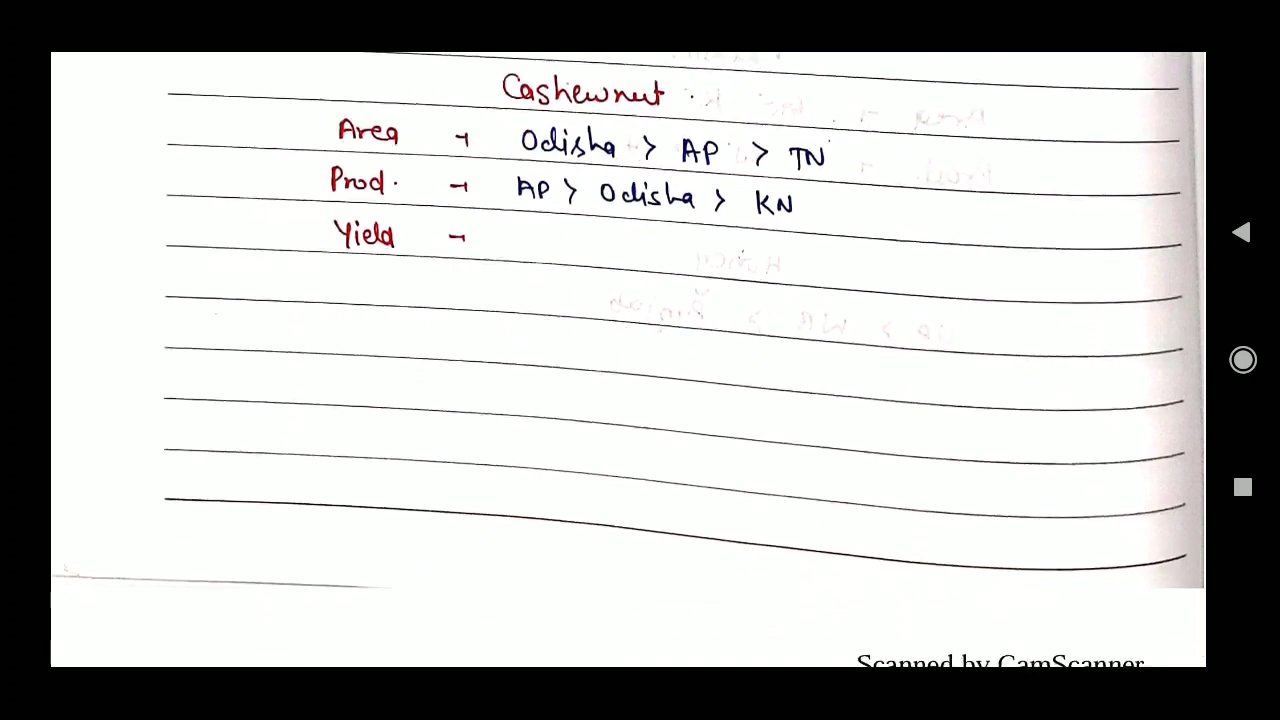 Cashewnut
Area → Odisha > AP > TN
Prod. → AP > Odisha > KN
Yield →
Scanned by CamScanner